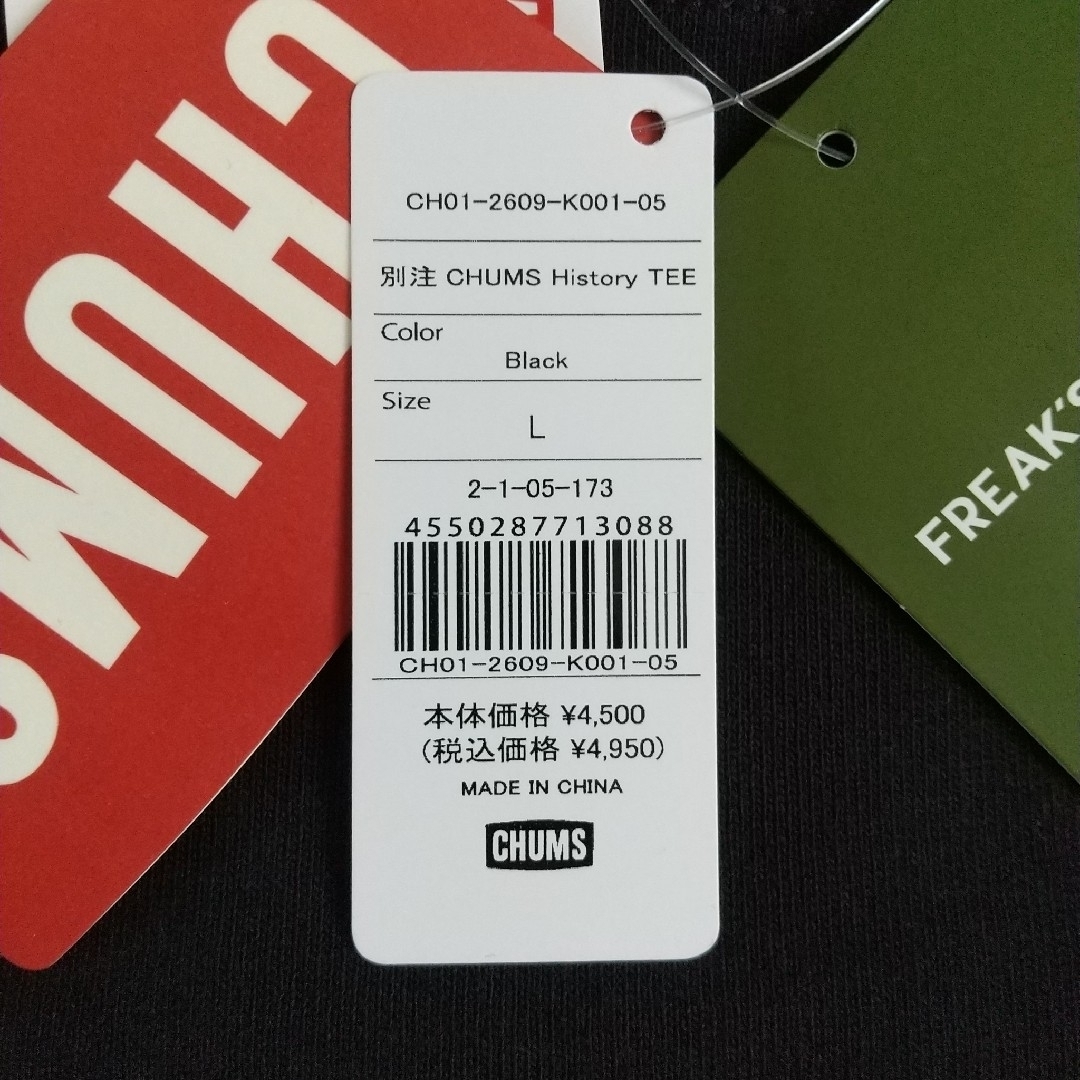 CHUMS
CH01-2609-K001-05
別注 CHUMS History TEE
Color
Black
Size
L
2-1-05-173
4550287713088
CH01-2609-K001-05
本体価格 ¥4,500
(税込価格 ¥4,950)
MADE IN CHINA
CHUMS
FREAK'S